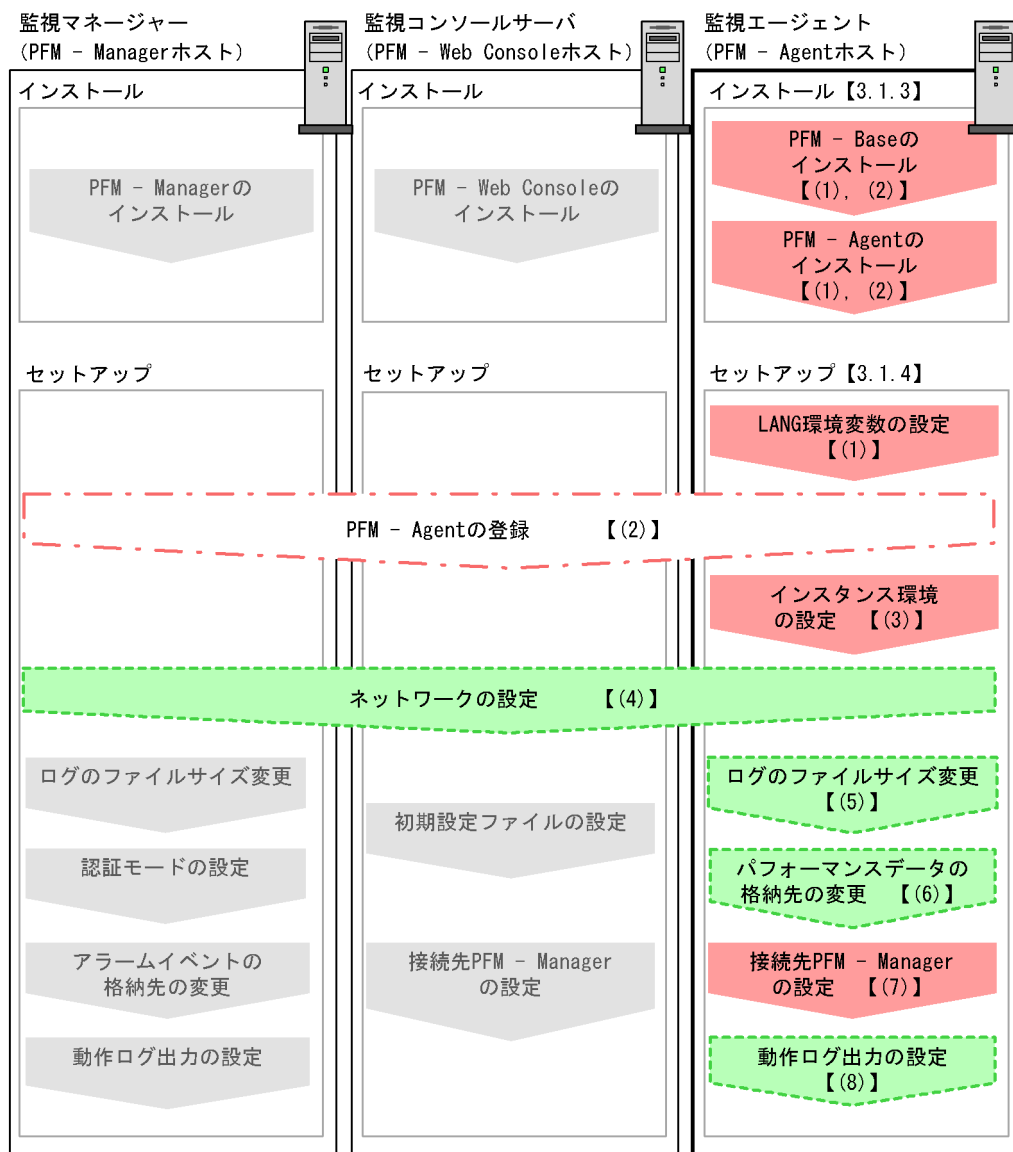 監視マネージャー
(PFM - Managerホスト)
監視コンソールサーバ
(PFM - Web Consoleホスト)
監視エージェント
(PFM - Agentホスト)
インストール
インストール
インストール【3.1.3】
PFM - Managerの
インストール
PFM - Web Consoleの
インストール
PFM - Baseの
インストール
【(1), (2)】
PFM - Agentの
インストール
【(1), (2)】
セットアップ
セットアップ
セットアップ【3.1.4】
LANG環境変数の設定
【(1)】
PFM - Agentの登録 【(2)】
インスタンス環境
の設定 【(3)】
ネットワークの設定 【(4)】
ログのファイルサイズ変更
認証モードの設定
アラームイベントの
格納先の変更
動作ログ出力の設定
初期設定ファイルの設定
接続先PFM - Manager
の設定
ログのファイルサイズ変更
【(5)】
パフォーマンスデータの
格納先の変更 【(6)】
接続先PFM - Manager
の設定 【(7)】
動作ログ出力の設定
【(8)】